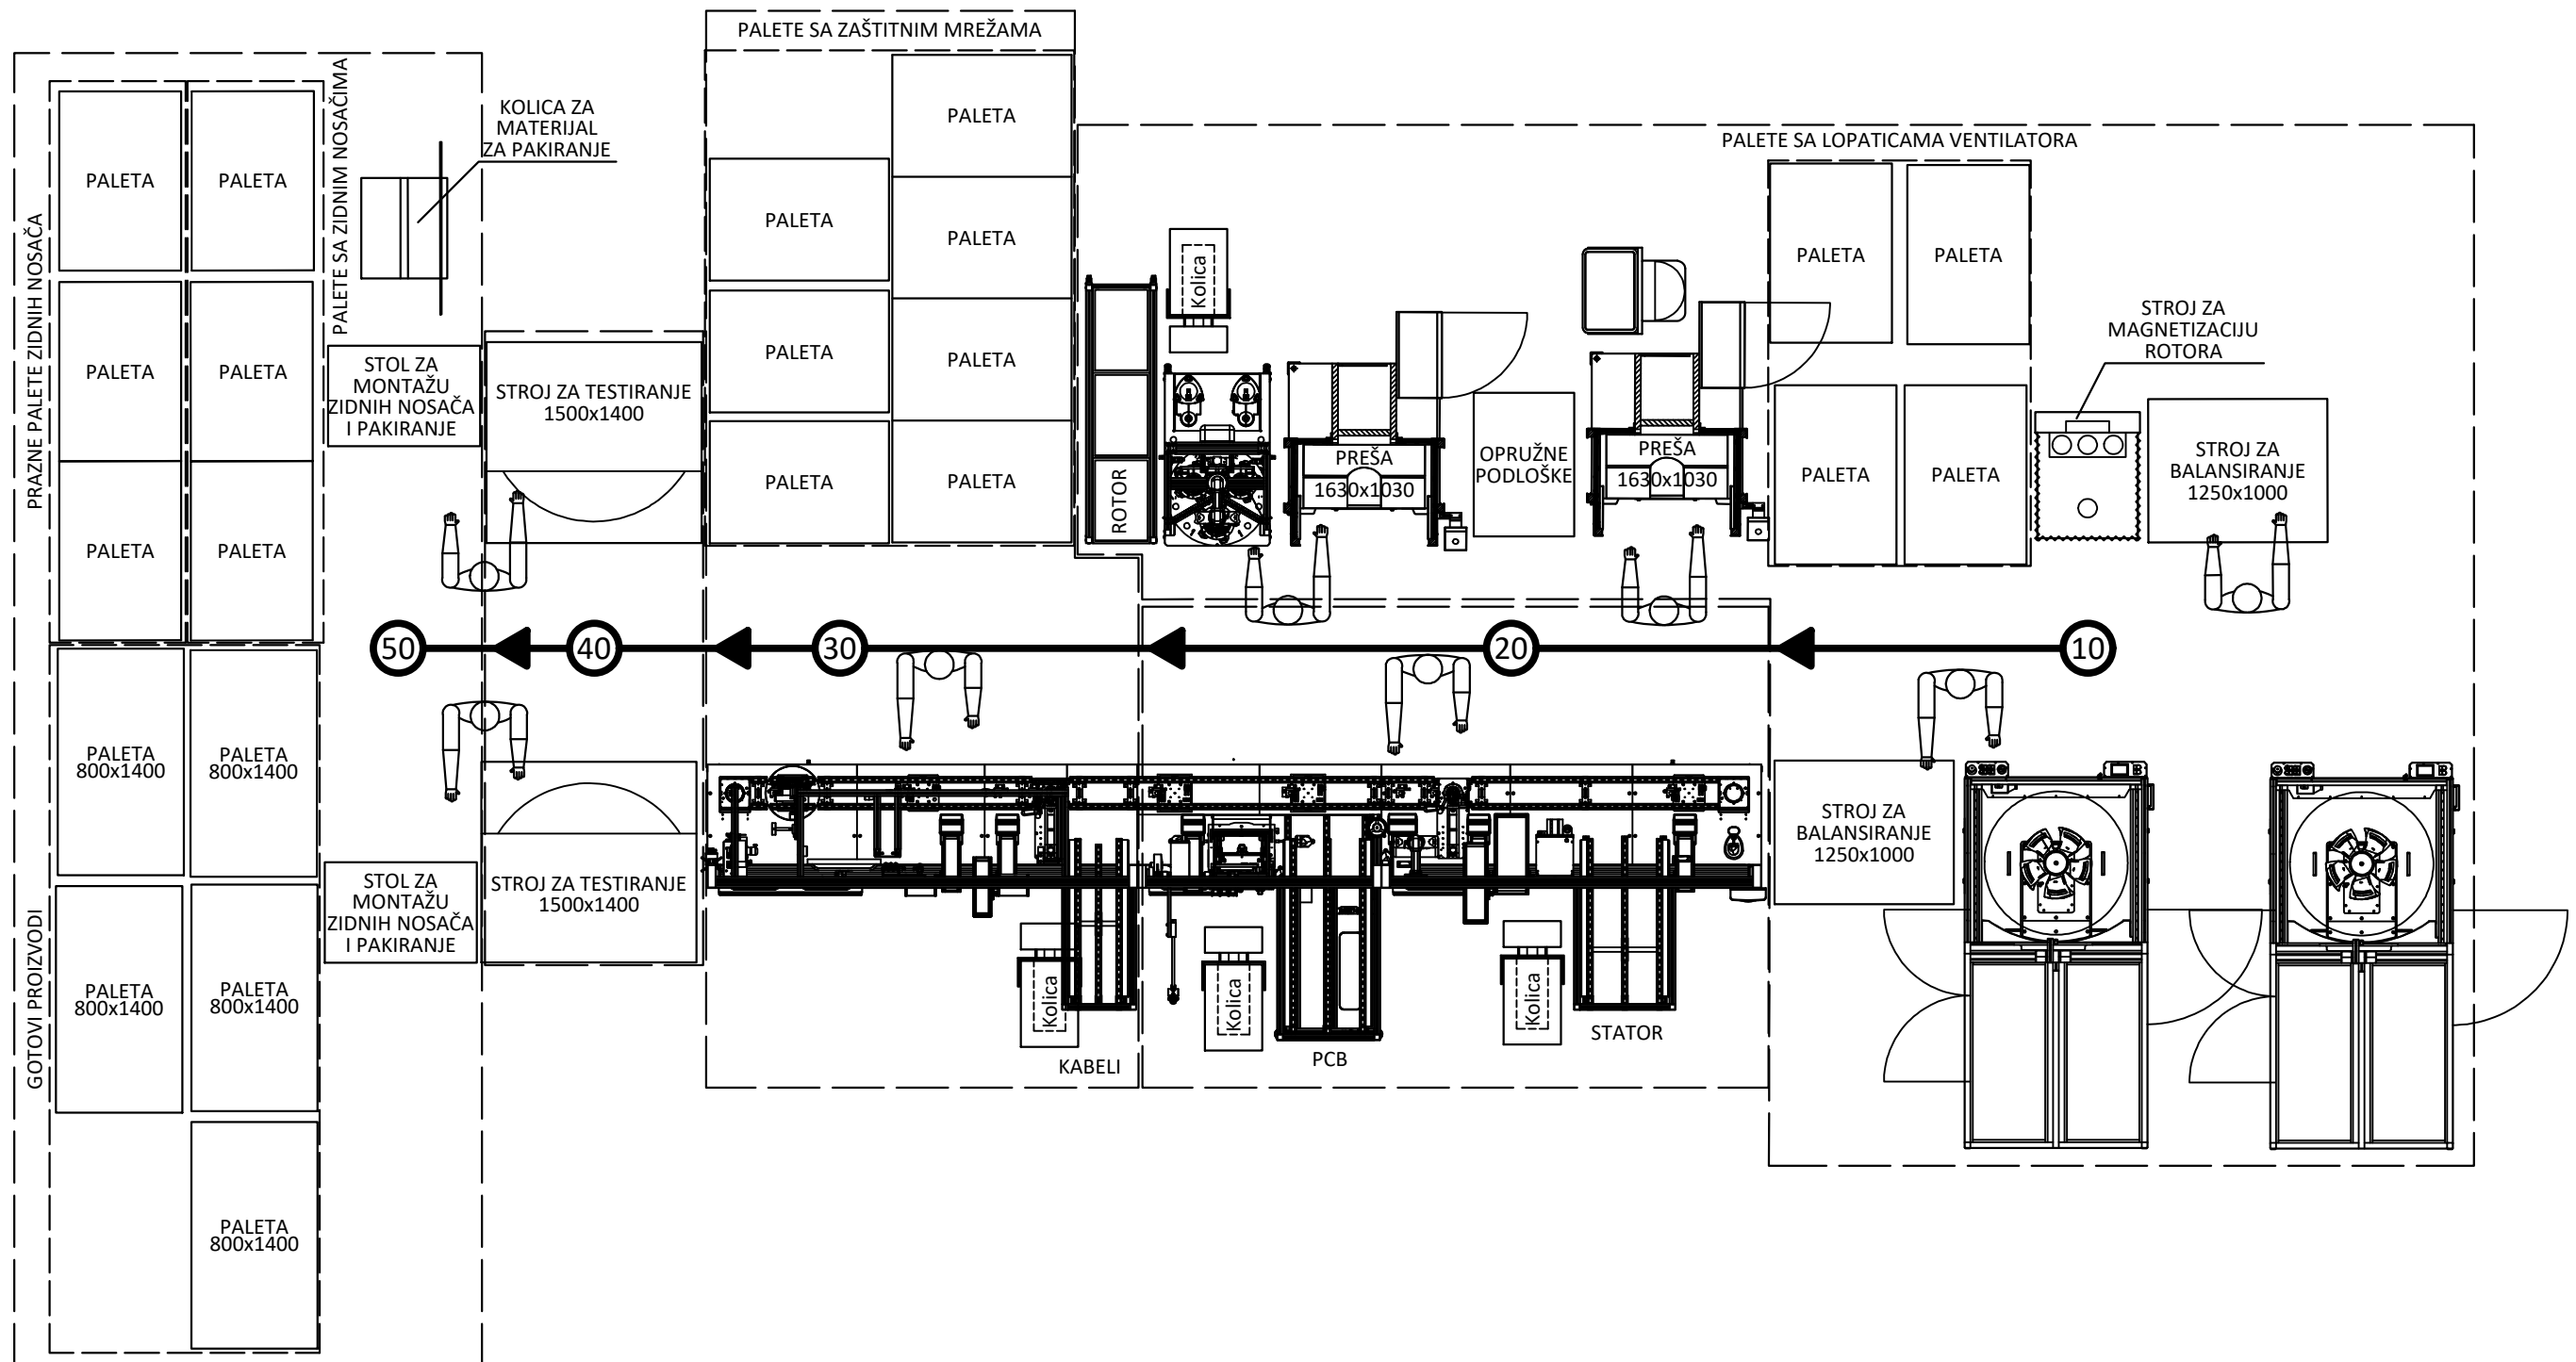 PALETE SA ZAŠTITNIM MREŽAMA
PRAZNE PALETE ZIDNIH NOSAČA
PALETE SA ZIDNIM NOSAČIMA
PALETA
PALETA
PALETA
PALETA
PALETA
PALETA
KOLICA ZA
MATERIJAL
ZA PAKIRANJE
STOL ZA
MONTAŽU
ZIDNIH NOSAČA
I PAKIRANJE
STROJ ZA TESTIRANJE
1500x1400
PALETA
PALETA
PALETA
PALETA
PALETA
PALETA
PALETA
ROTOR
Kolica
PREŠA
1630x1030
OPRUŽNE
PODLOŠKE
PREŠA
1630x1030
PALETE SA LOPATICAMA VENTILATORA
PALETA
PALETA
PALETA
PALETA
STROJ ZA
MAGNETIZACIJU
ROTORA
STROJ ZA
BALANSIRANJE
1250x1000
50
40
30
20
10
GOTOVI PROIZVODI
PALETA
800x1400
PALETA
800x1400
PALETA
800x1400
PALETA
800x1400
PALETA
800x1400
STOL ZA
MONTAŽU
ZIDNIH NOSAČA
I PAKIRANJE
STROJ ZA TESTIRANJE
1500x1400
Kolica
KABELI
Kolica
PCB
Kolica
STATOR
STROJ ZA
BALANSIRANJE
1250x1000